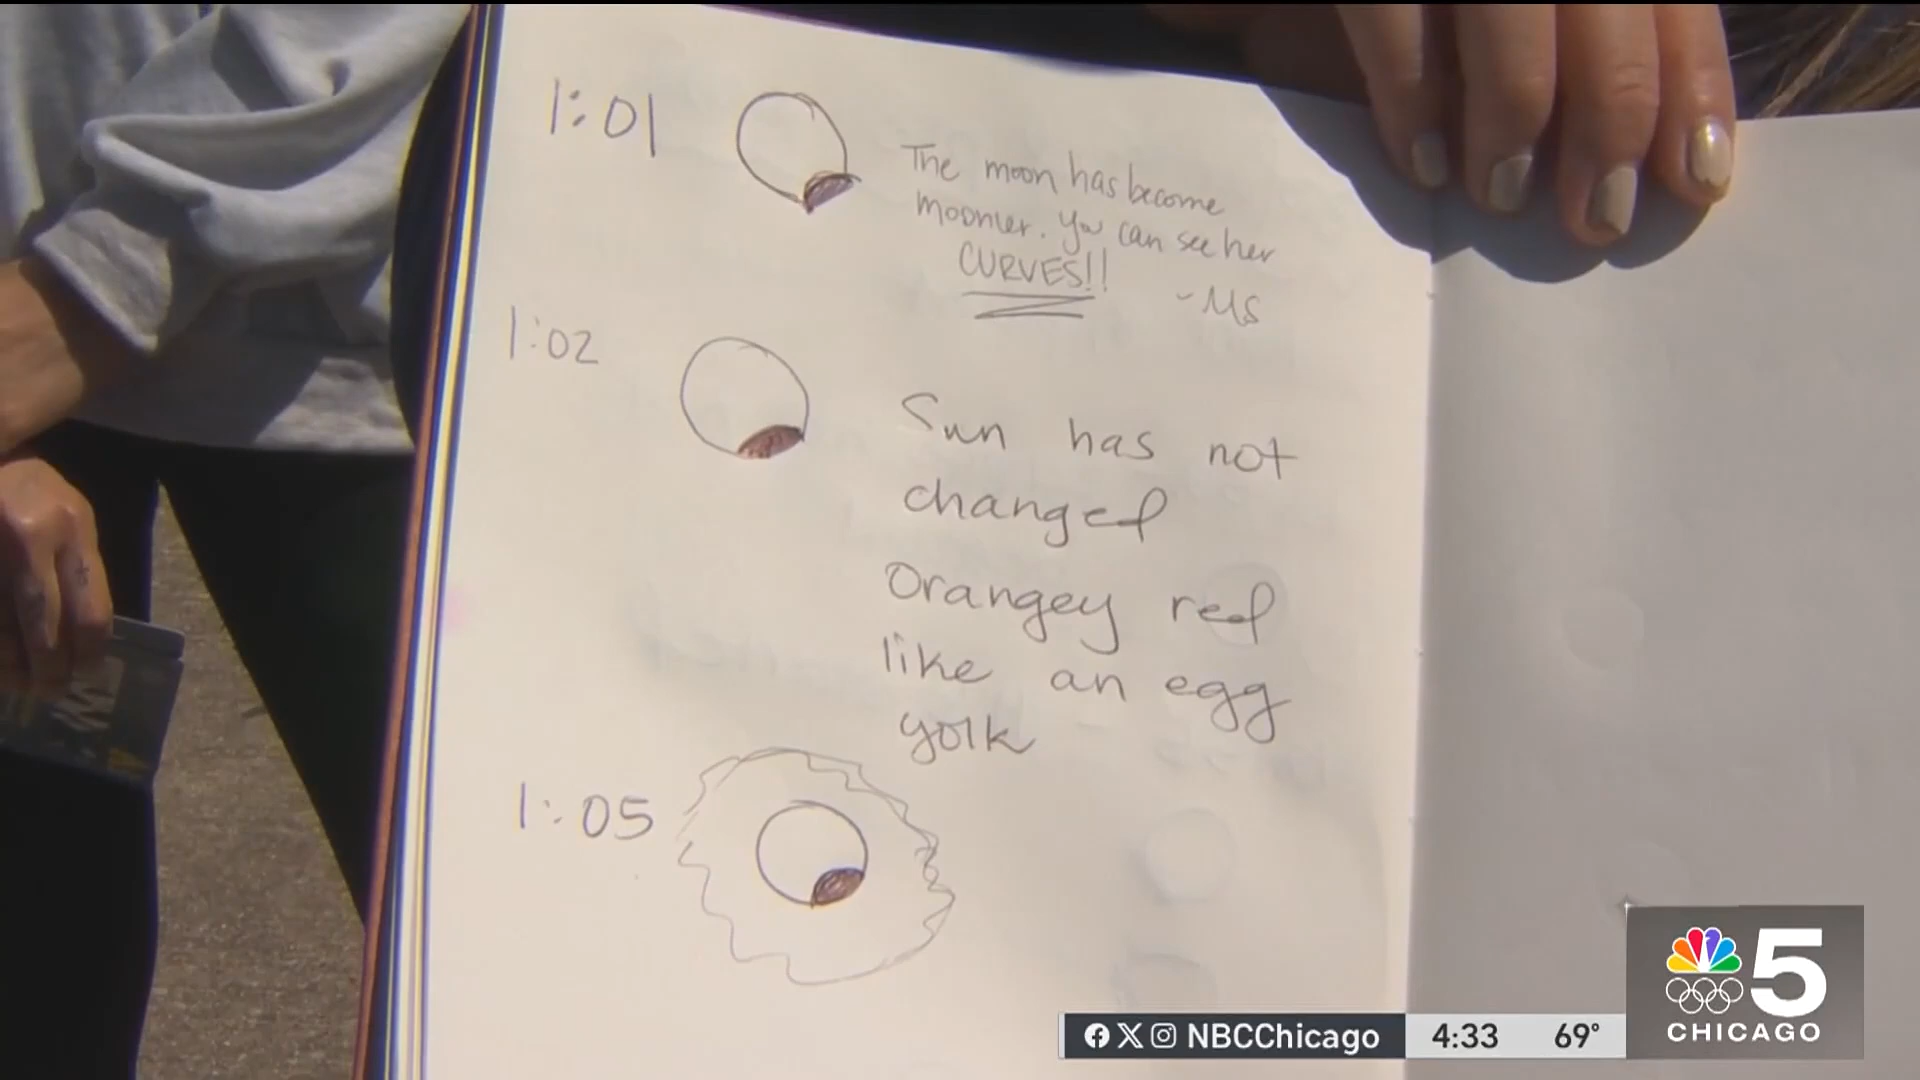 1:01
The moon has become
moonier. You can see her
CURVES!!
- MS
1:02
Sun has not
changed
Orangey red
like an egg
yolk
1:05
NBCChicago
4:33 69°
5
CHICAGO